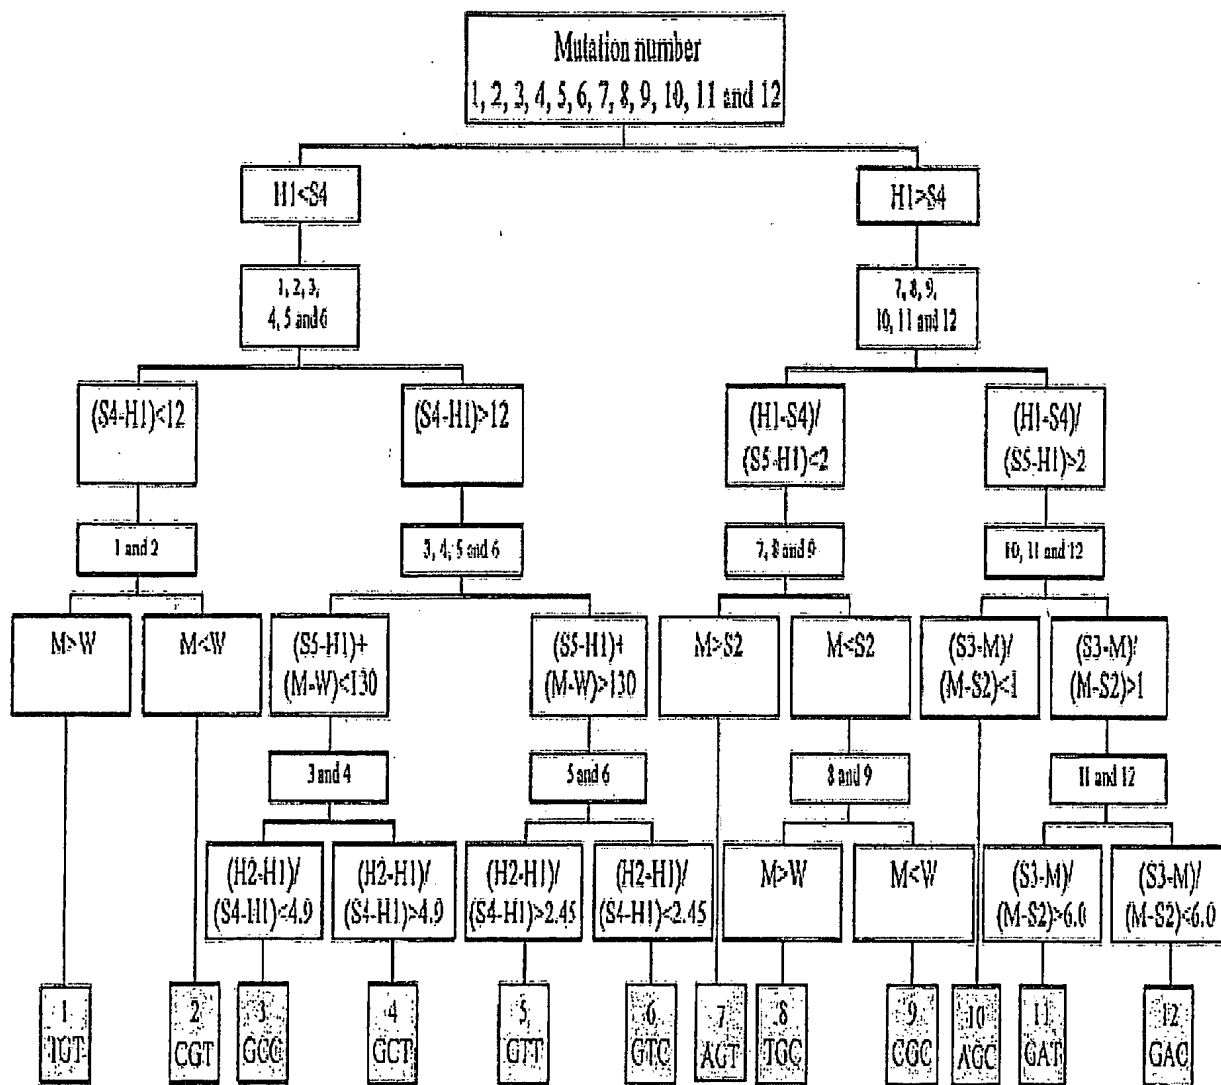 Mutation number
1, 2, 3, 4, 5, 6, 7, 8, 9, 10, 11 and 12
H1<S4
H1>S4
1, 2, 3,
4, 5 and 6
7, 8, 9,
10, 11 and 12
(S4-H1)<12
(S4-H1)>12
(H1-S4)/
(S5-H1)<2
(H1-S4)/
(S5-H1)>2
1 and 2
3, 4, 5 and 6
7, 8 and 9
10, 11 and 12
M>W
M<W
(S5-H1)+
(M-W)<130
(S5-H1)+
(M-W)>130
M>S2
M<S2
(S3-M)/
(M-S2)<1
(S3-M)/
(M-S2)>1
3 and 4
5 and 6
8 and 9
11 and 12
(H2-H1)/
(S4-H1)<4.9
(H2-H1)/
(S4-H1)>4.9
(H2-H1)/
(S4-H1)>2.45
(H2-H1)/
(S4-H1)<2.45
M>W
M<W
(S3-M)/
(M-S2)>6.0
(S3-M)/
(M-S2)<6.0
1
TGT
2
CGT
3
GCC
4
GCT
5
GTT
6
GTC
7
AGT
8
TGC
9
CGC
10
AGC
11
GAT
12
GAC